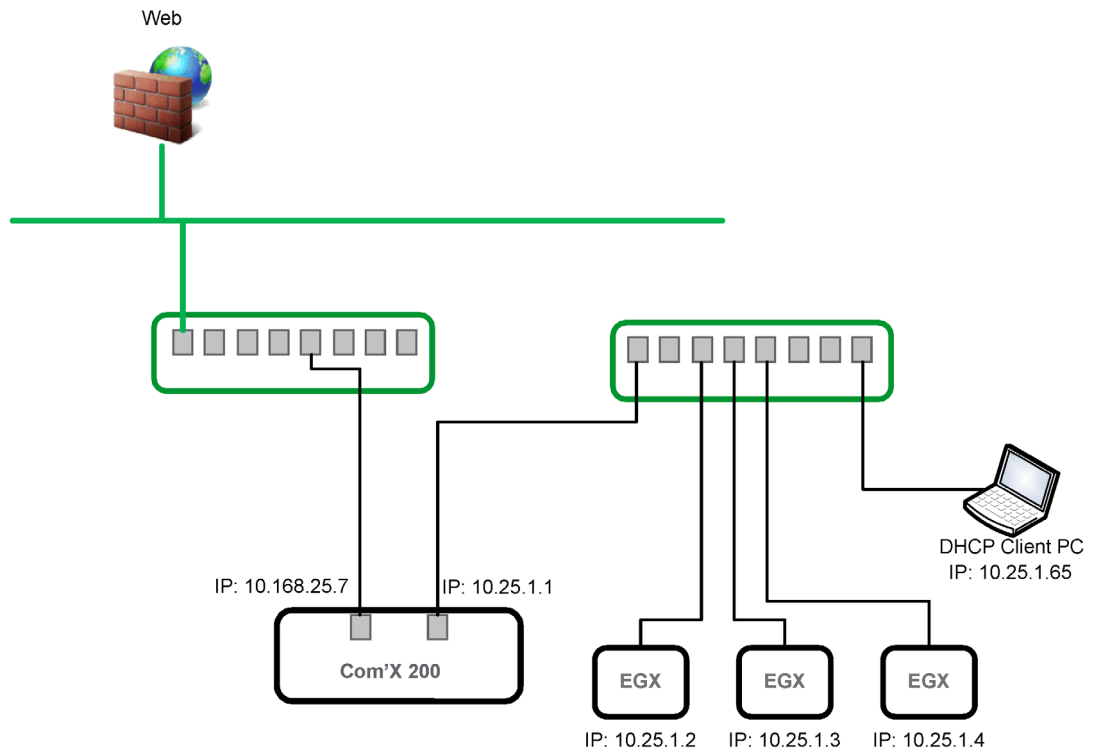 Web
DHCP Client PC
IP: 10.25.1.65
IP: 10.168.25.7
IP: 10.25.1.1
Com'X 200
EGX
EGX
EGX
IP: 10.25.1.2
IP: 10.25.1.3
IP: 10.25.1.4